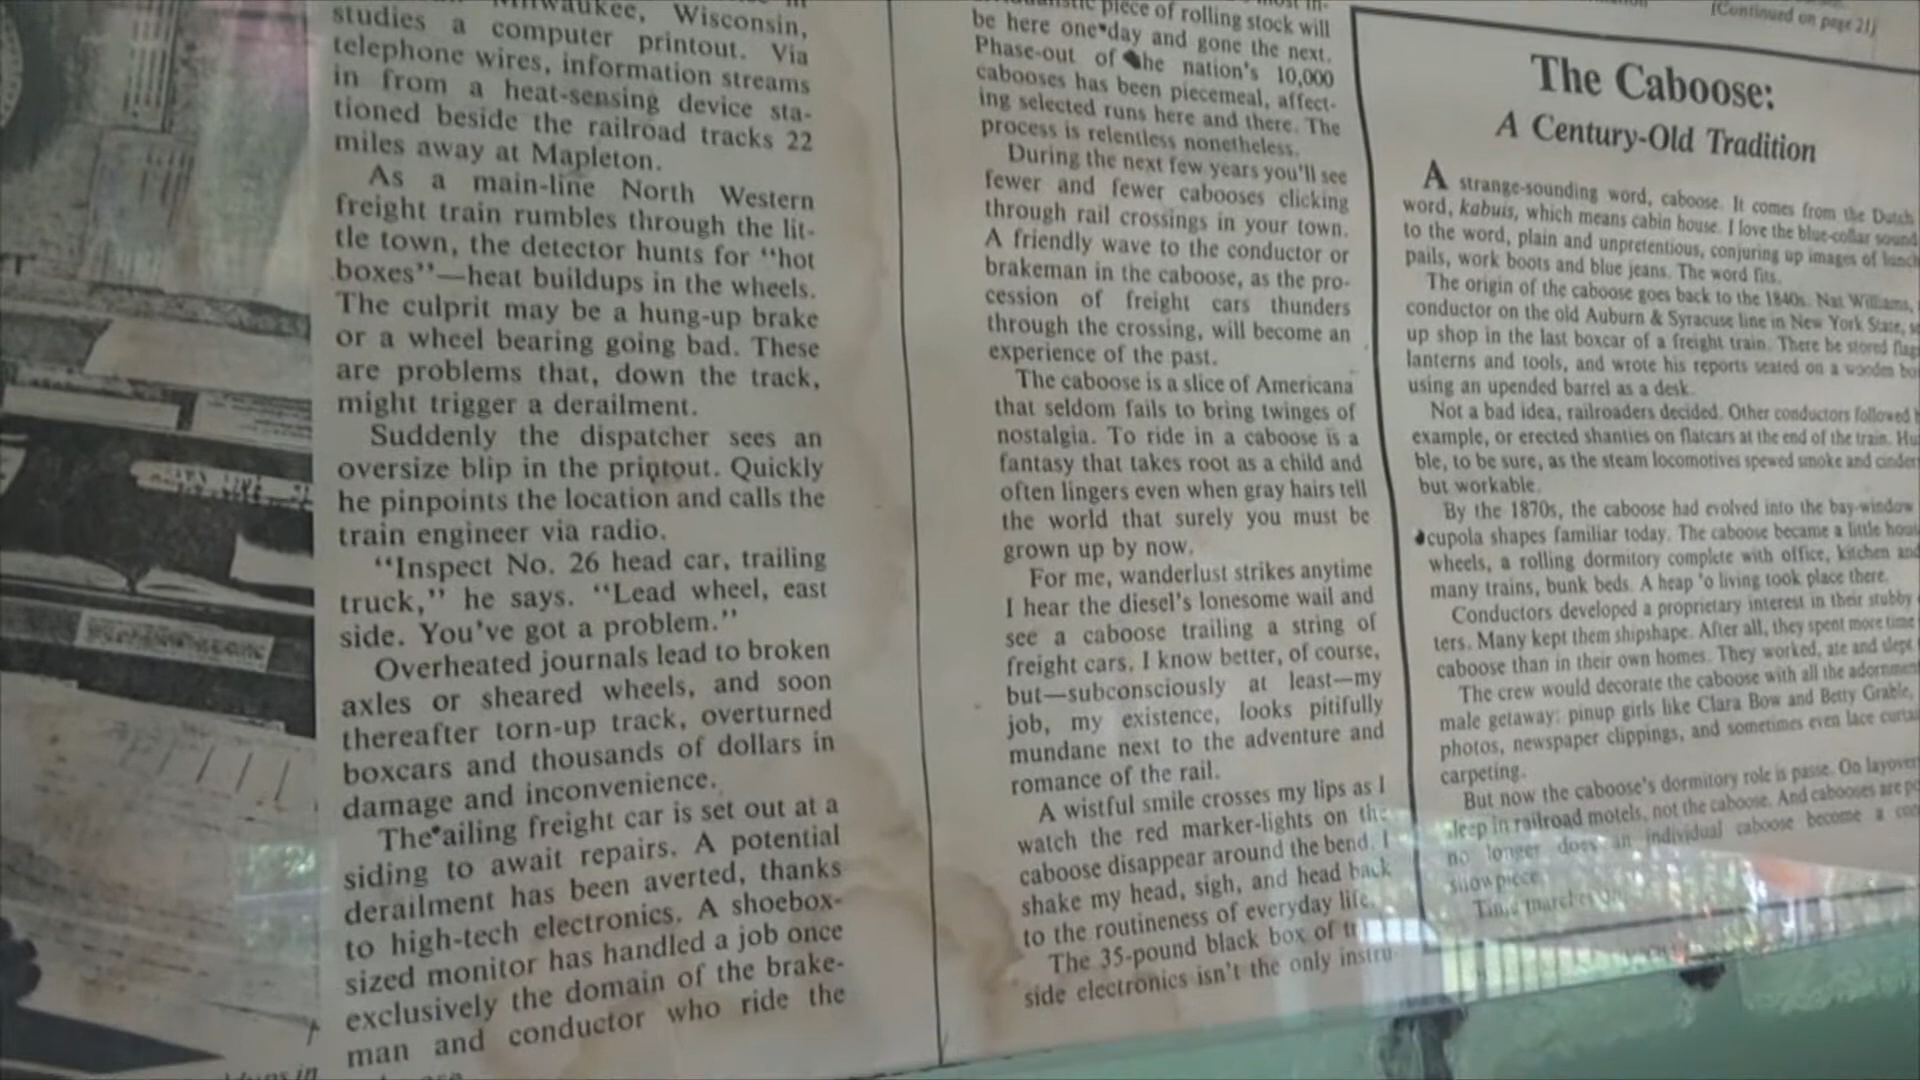 Milwaukee, Wisconsin,
studies a computer printout. Via
telephone wires, information streams
in from a heat-sensing device sta-
tioned beside the railroad tracks 22
miles away at Mapleton.
As a main-line North Western
freight train rumbles through the lit-
tle town, the detector hunts for “hot
boxes”—heat buildups in the wheels.
The culprit may be a hung-up brake
or a wheel bearing going bad. These
are problems that, down the track,
might trigger a derailment.
Suddenly the dispatcher sees an
oversize blip in the printout. Quickly
he pinpoints the location and calls the
train engineer via radio.
“Inspect No. 26 head car, trailing
truck,” he says. “Lead wheel, east
side. You’ve got a problem.”
Overheated journals lead to broken
axles or sheared wheels, and soon
thereafter torn-up track, overturned
boxcars and thousands of dollars in
damage and inconvenience.
The ailing freight car is set out at a
siding to await repairs. A potential
derailment has been averted, thanks
to high-tech electronics. A shoebox-
sized monitor has handled a job once
exclusively the domain of the brake-
man and conductor who ride the
piece of rolling stock will
be here one day and gone the next.
Phase-out of the nation’s 10,000
cabooses has been piecemeal, affect-
ing selected runs here and there. The
process is relentless nonetheless.
During the next few years you’ll see
fewer and fewer cabooses clicking
through rail crossings in your town.
A friendly wave to the conductor or
brakeman in the caboose, as the pro-
cession of freight cars thunders
through the crossing, will become an
experience of the past.
The caboose is a slice of Americana
that seldom fails to bring twinges of
nostalgia. To ride in a caboose is a
fantasy that takes root as a child and
often lingers even when gray hairs tell
the world that surely you must be
grown up by now.
For me, wanderlust strikes anytime
I hear the diesel’s lonesome wail and
see a caboose trailing a string of
freight cars. I know better, of course,
but—subconsciously at least—my
job, my existence, looks pitifully
mundane next to the adventure and
romance of the rail.
A wistful smile crosses my lips as I
watch the red marker-lights on the
caboose disappear around the bend. I
shake my head, sigh, and head back
to the routineness of everyday life.
The 35-pound black box of
side electronics isn’t the only instru-
(Continued on page 21)
The Caboose:
A Century-Old Tradition
A strange-sounding word, caboose. It comes from the Dutch
word, kabuis, which means cabin house. I love the blue-collar sound
to the word, plain and unpretentious, conjuring up images of lunch
pails, work boots and blue jeans. The word fits.
The origin of the caboose goes back to the 1840s. Nat Williams,
conductor on the old Auburn & Syracuse line in New York State,
up shop in the last boxcar of a freight train. There he stored
lanterns and tools, and wrote his reports seated on a wooden
using an upended barrel as a desk.
Not a bad idea, railroaders decided. Other conductors followed
example, or erected shanties on flatcars at the end of the train.
ble, to be sure, as the steam locomotives spewed smoke and
but workable.
By the 1870s, the caboose had evolved into the bay-window
cupola shapes familiar today. The caboose became a little
wheels, a rolling dormitory complete with office, kitchen and
many trains, bunk beds. A heap 'o living took place there.
Conductors developed a proprietary interest in their stubby
ters. Many kept them shipshape. After all, they spent more time
caboose than in their own homes. They worked, ate and slept
The crew would decorate the caboose with all the
male getaway: pinup girls like Clara Bow and Betty Grable,
photos, newspaper clippings, and sometimes even lace
carpeting.
But now the caboose’s dormitory role is passe. On
sleep in railroad motels, not the caboose. And cabooses are
no longer does an individual caboose become a
showpiece.
Time marches on.